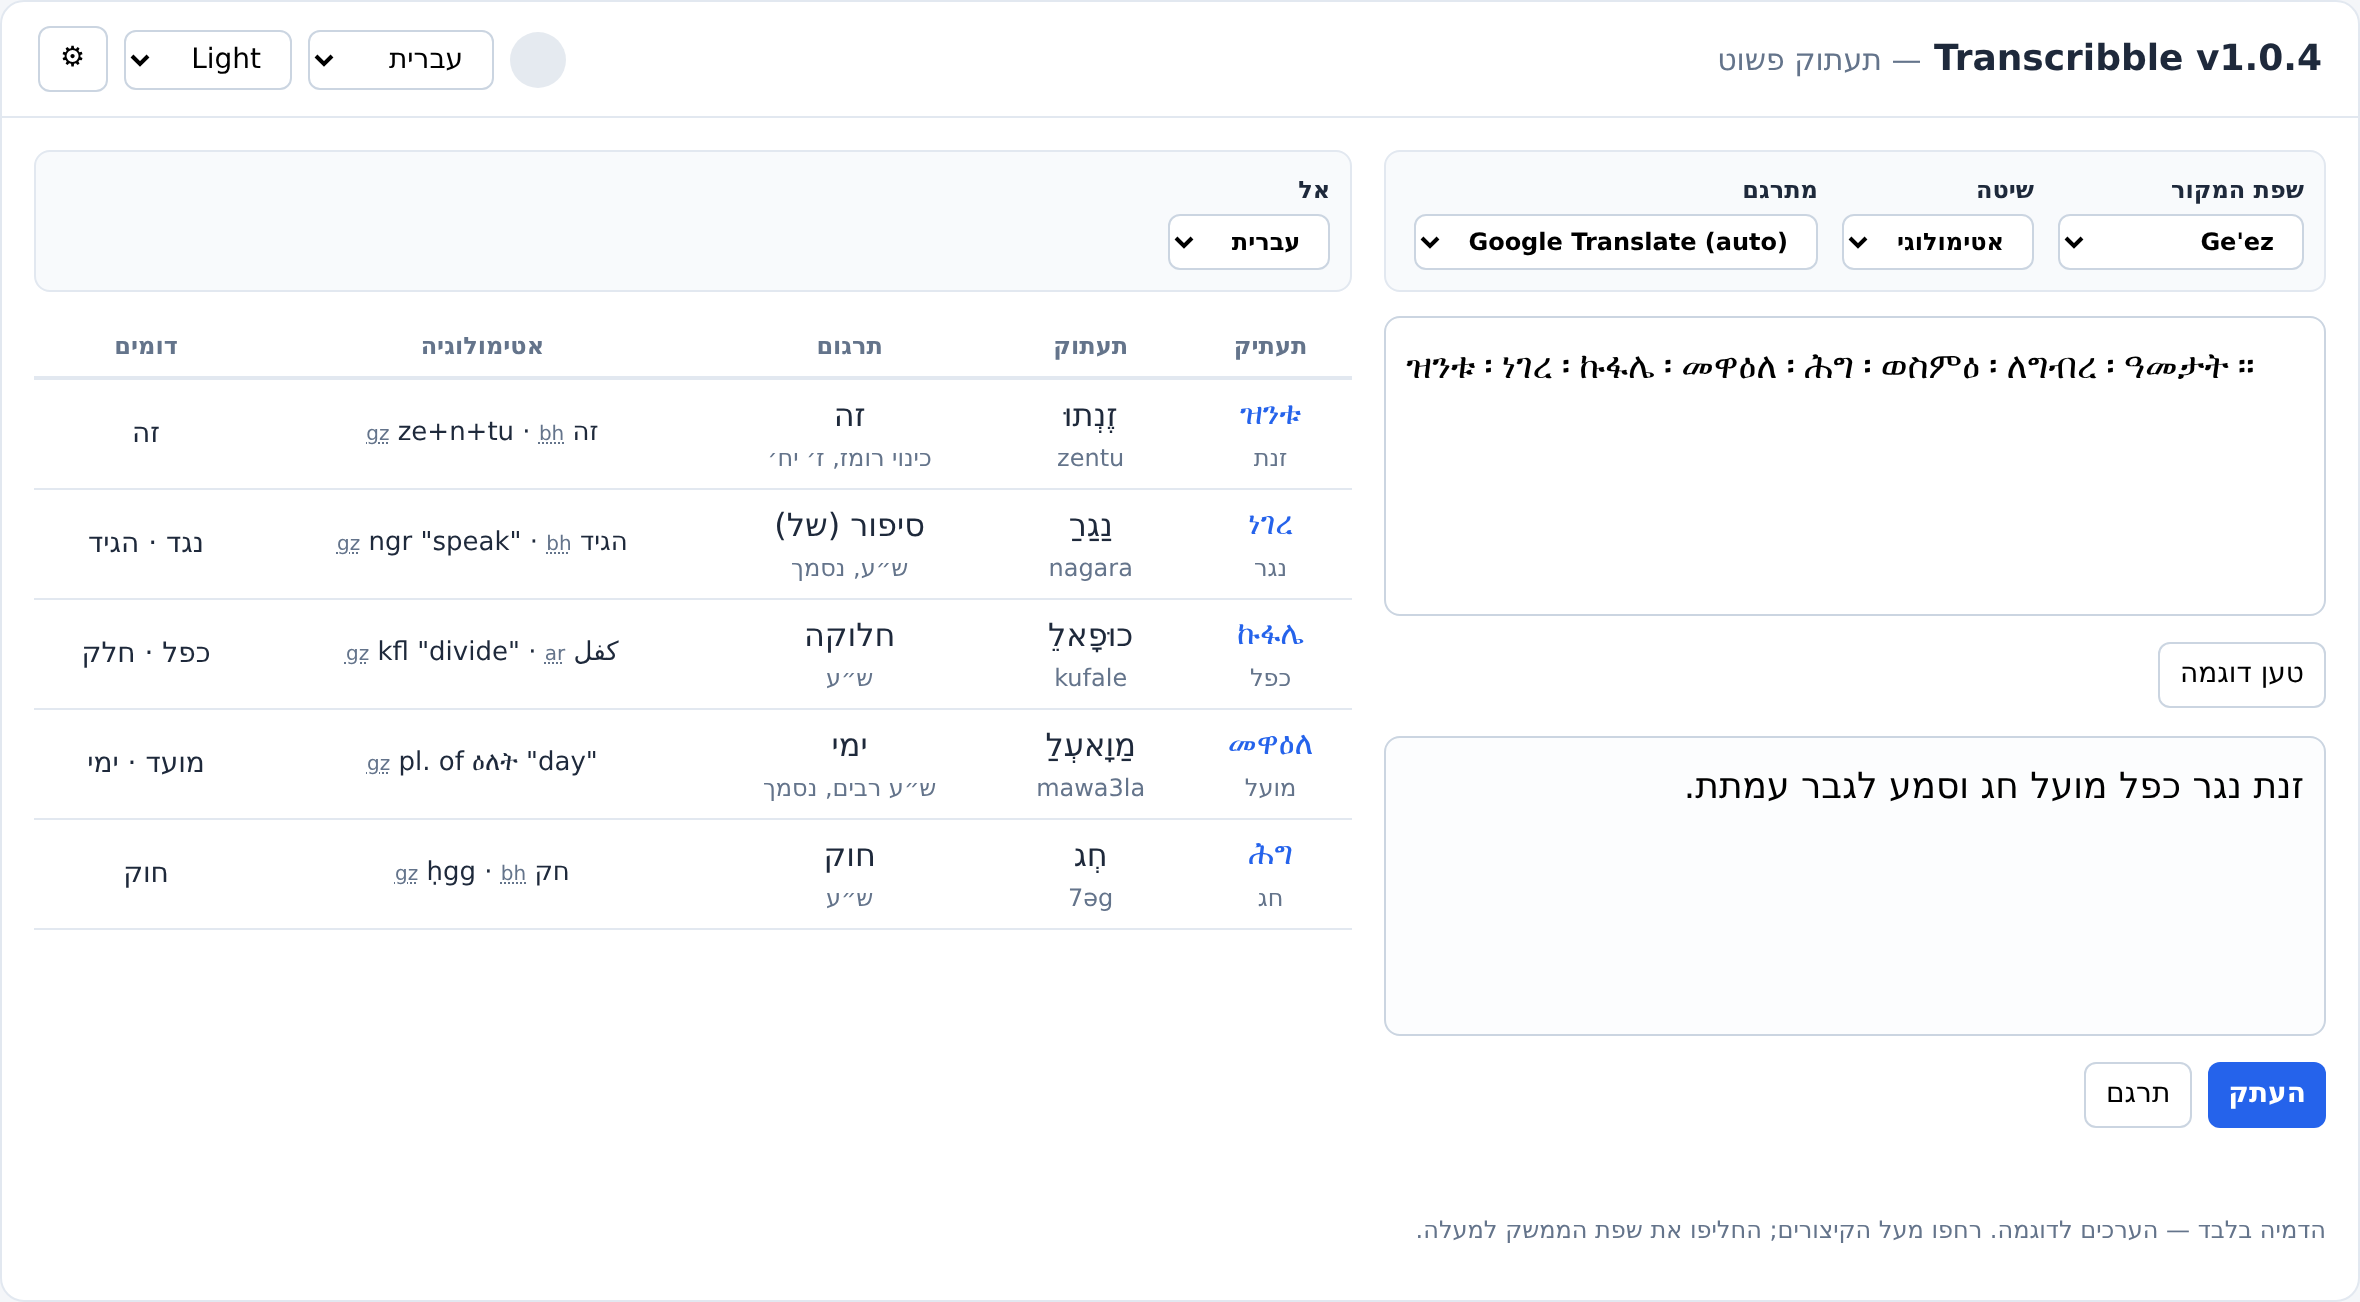 Transcribble v1.0.4 — תעתוק פשוט
עברית
Light
⚙
שפת המקור
שיטה
מתרגם
Ge'ez
אטימולוגי
Google Translate (auto)
ዝንቱ ፡ ነገረ ፡ ኩፋሌ ፡ መዋዕለ ፡ ሕግ ፡ ወስምዕ ፡ ለግብረ ፡ ዓመታት ።
טען דוגמה
זנת נגר כפל מועל חג וסמע לגבר עמתת.
העתק
תרגם
אל
עברית
תעתיק תעתוק תרגום אטימולוגיה דומים
ዝንቱ זֶנְתוּ זה זה bh · ze+n+tu gz זה
זנת zentu כינוי רומז, ז׳ יח׳
ነገረ נַגַרַ סיפור (של) הגיד bh · ngr "speak" gz נגד · הגיד
נגר nagara ש״ע, נסמך
ኩፋሌ כוּפָאלֵ חלוקה كفل ar · kfl "divide" gz כפל · חלק
כפל kufale ש״ע
መዋዕለ מַוָאעְלַ ימי gz pl. of ዕለት "day" מועד · ימי
מועל mawa3la ש״ע רבים, נסמך
ሕግ חְג חוק חק bh · ḥgg gz חוק
חג 7əg ש״ע
הדמיה בלבד — הערכים לדוגמה. רחפו מעל הקיצורים; החליפו את שפת הממשק למעלה.